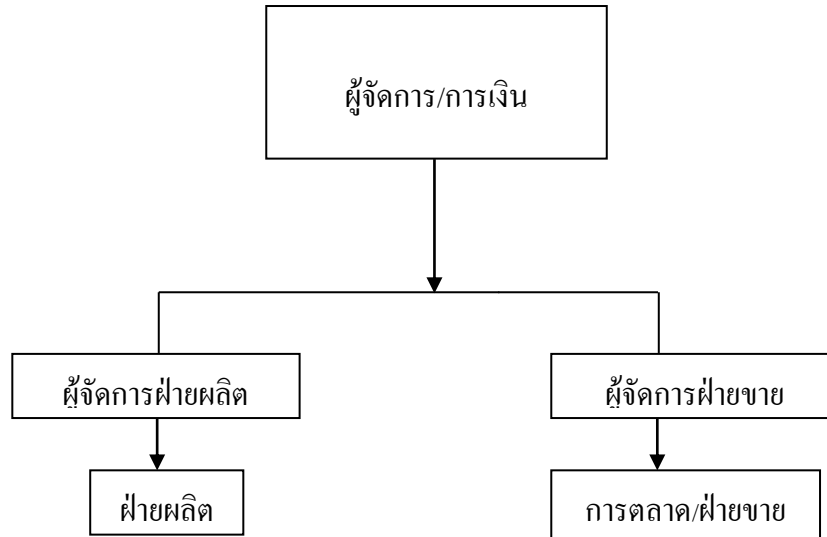 ผู้จัดการ/การเงิน
ผู้จัดการฝ่ายผลิต
ผู้จัดการฝ่ายขาย
ฝ่ายผลิต
การตลาด/ฝ่ายขาย